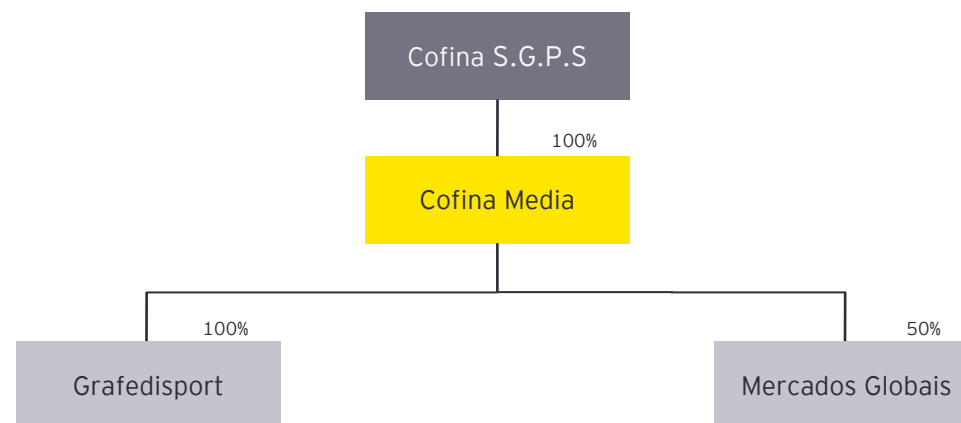 Cofina S.G.P.S
100%
Cofina Media
100%
50%
Grafedisport
Mercados Globais